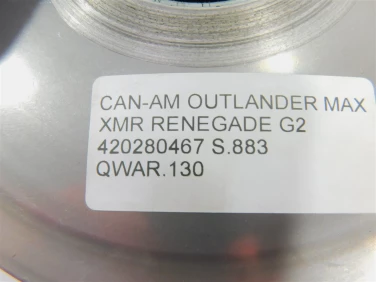 CAN-AM OUTLANDER MAX
XMR RENEGADE G2
420280467 S.883
QWAR.130